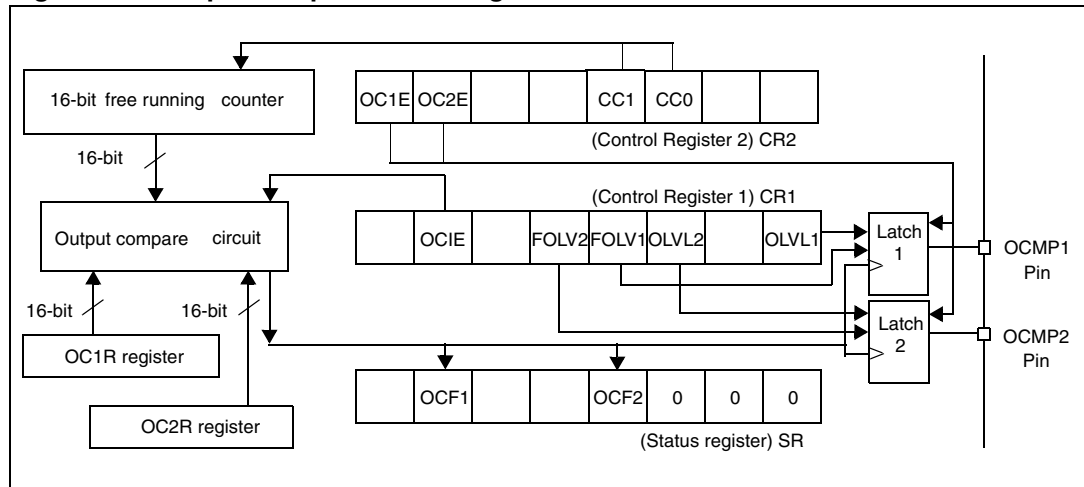 16-bit free running counter
OC1E OC2E CC1 CC0
(Control Register 2) CR2
16-bit
(Control Register 1) CR1
Output compare circuit
OCIE FOLV2 FOLV1 OLVL2 OLVL1
Latch
1
OCMP1
Pin
16-bit 16-bit
Latch
2
OCMP2
Pin
OC1R register
OCF1 OCF2 0 0 0
OC2R register
(Status register) SR